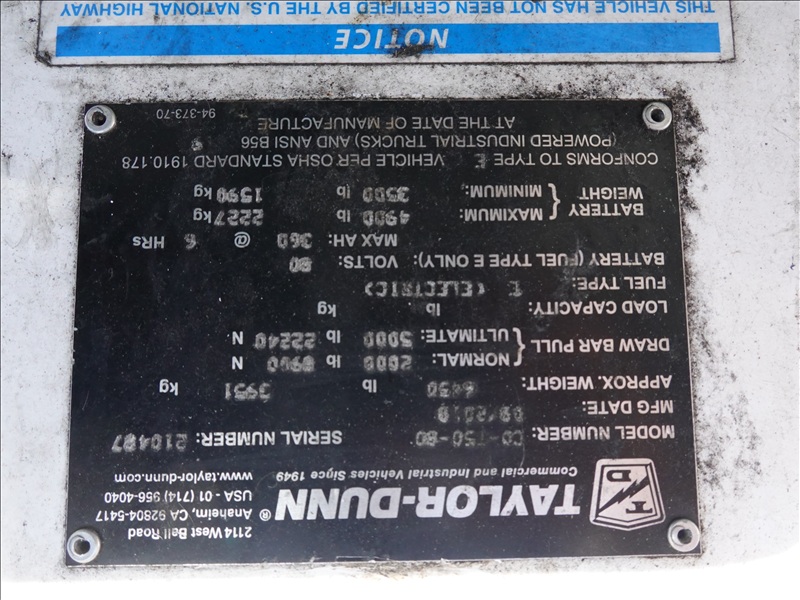 TAYLOR-DUNN®
Commercial and Industrial Vehicles Since 1949
2114 West Ball Road
Anaheim, CA 92804-5417
USA - 01 (714) 956-4040
www.taylor-dunn.com
MODEL NUMBER: CO-T50-80 SERIAL NUMBER: 210487
MFG DATE: 09/2010
APPROX. WEIGHT: 6430 lb 3951 kg
DRAW BAR PULL { NORMAL: 2000 lb 8900 N
ULTIMATE: 5000 lb 22240 N
LOAD CAPACITY: lb kg
FUEL TYPE: E (ELECTRIC)
BATTERY (FUEL TYPE E ONLY): VOLTS: 80
MAX AH: 360 @ 6 HRs
BATTERY WEIGHT { MAXIMUM: 4900 lb 2227 kg
MINIMUM: 3500 lb 1590 kg
CONFORMS TO TYPE E VEHICLE PER OSHA STANDARD 1910.178
(POWERED INDUSTRIAL TRUCKS) AND ANSI B56
AT THE DATE OF MANUFACTURE
94-373-70
NOTICE
THIS VEHICLE HAS NOT BEEN CERTIFIED BY THE U.S. NATIONAL HIGHWAY